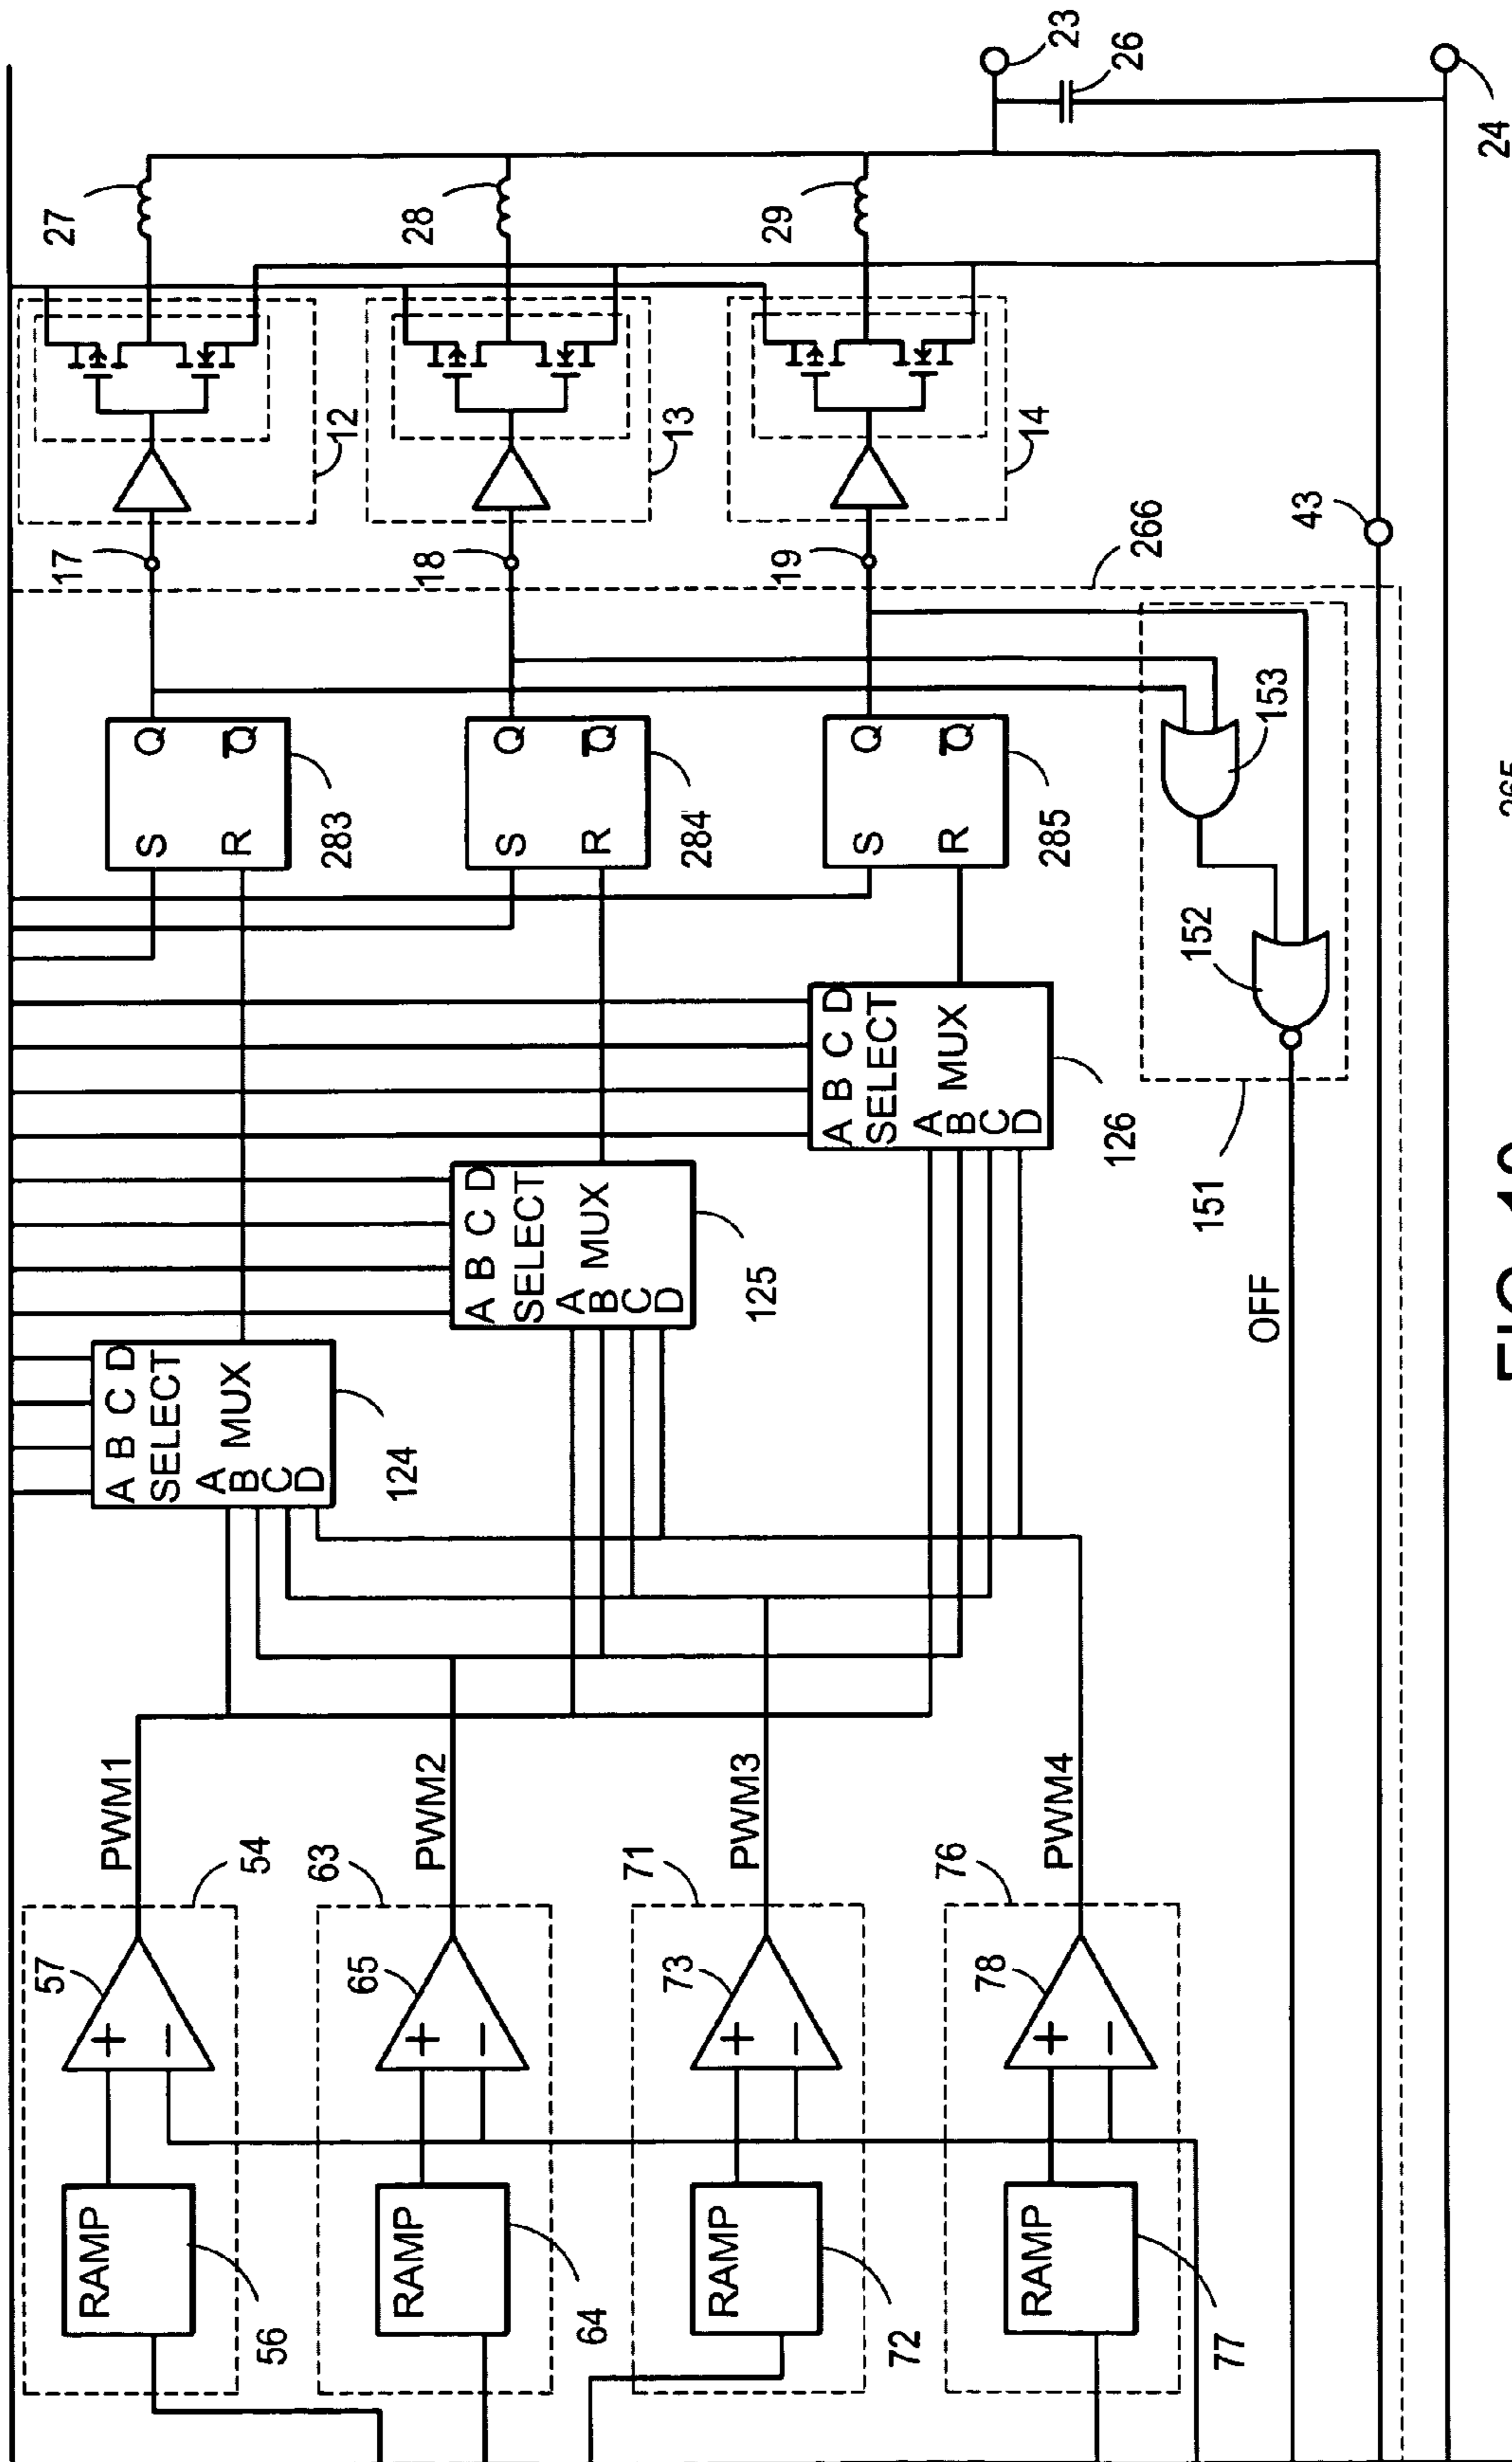 RAMP
56
57
54
PWM1
RAMP
64
65
63
PWM2
RAMP
72
73
71
PWM3
RAMP
77
78
76
PWM4
A B C D
SELECT
MUX
A
B
C
D
124
A B C D
SELECT
MUX
A
B
C
D
125
A B C D
SELECT
MUX
A
B
C
D
126
S Q
R Q̅
283
S Q
R Q̅
284
S Q
R Q̅
285
17
12
27
18
13
28
19
14
29
266
153
152
151
OFF
43
23
26
24